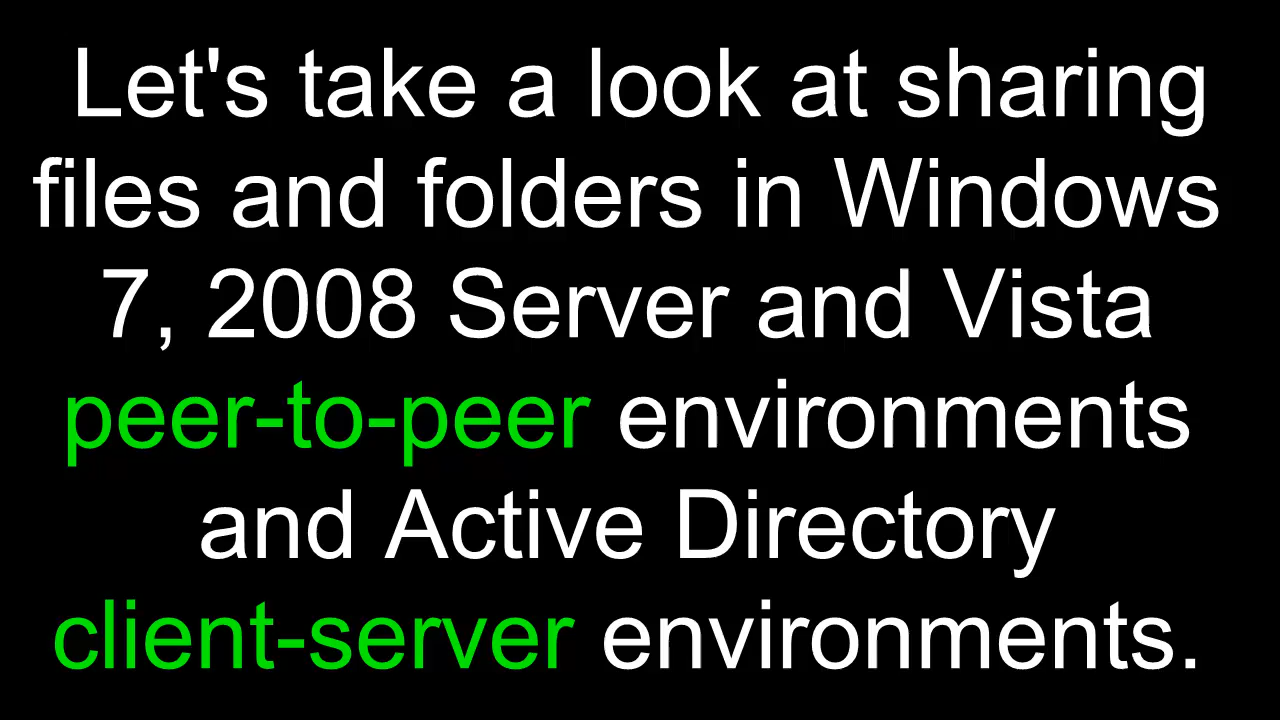 Let's take a look at sharing
files and folders in Windows
7, 2008 Server and Vista
peer-to-peer environments
and Active Directory
client-server environments.